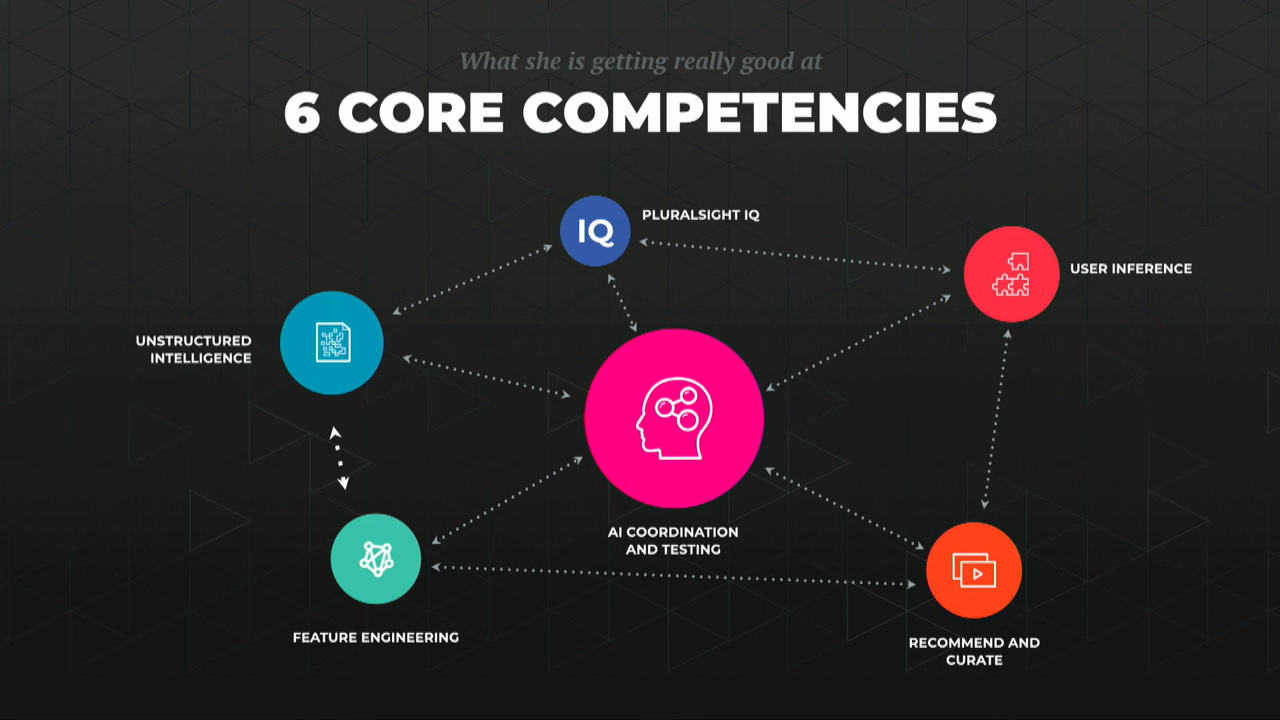 What she is getting really good at
6 CORE COMPETENCIES
IQ
PLURALSIGHT IQ
USER INFERENCE
UNSTRUCTURED
INTELLIGENCE
AI COORDINATION
AND TESTING
FEATURE ENGINEERING
RECOMMEND AND
CURATE